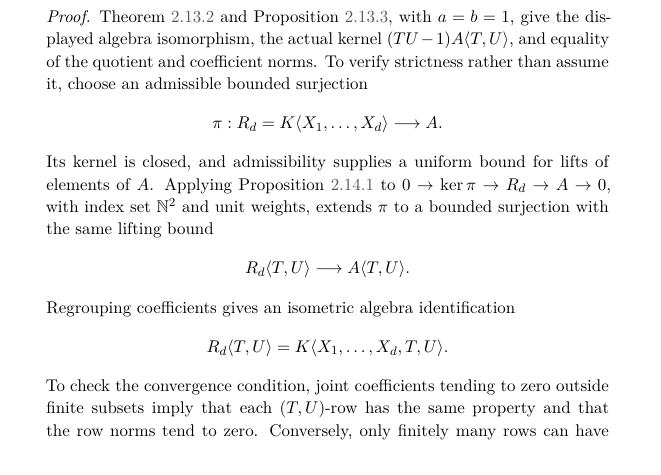 Proof. Theorem 2.13.2 and Proposition 2.13.3, with a = b = 1, give the dis-
played algebra isomorphism, the actual kernel (TU − 1)A⟨T, U⟩, and equality
of the quotient and coefficient norms. To verify strictness rather than assume
it, choose an admissible bounded surjection
π : R_d = K⟨X_1, . . . , X_d⟩ ⟶ A.
Its kernel is closed, and admissibility supplies a uniform bound for lifts of
elements of A. Applying Proposition 2.14.1 to 0 → ker π → R_d → A → 0,
with index set ℕ² and unit weights, extends π to a bounded surjection with
the same lifting bound
R_d⟨T, U⟩ ⟶ A⟨T, U⟩.
Regrouping coefficients gives an isometric algebra identification
R_d⟨T, U⟩ = K⟨X_1, . . . , X_d, T, U⟩.
To check the convergence condition, joint coefficients tending to zero outside
finite subsets imply that each (T, U)-row has the same property and that
the row norms tend to zero. Conversely, only finitely many rows can have